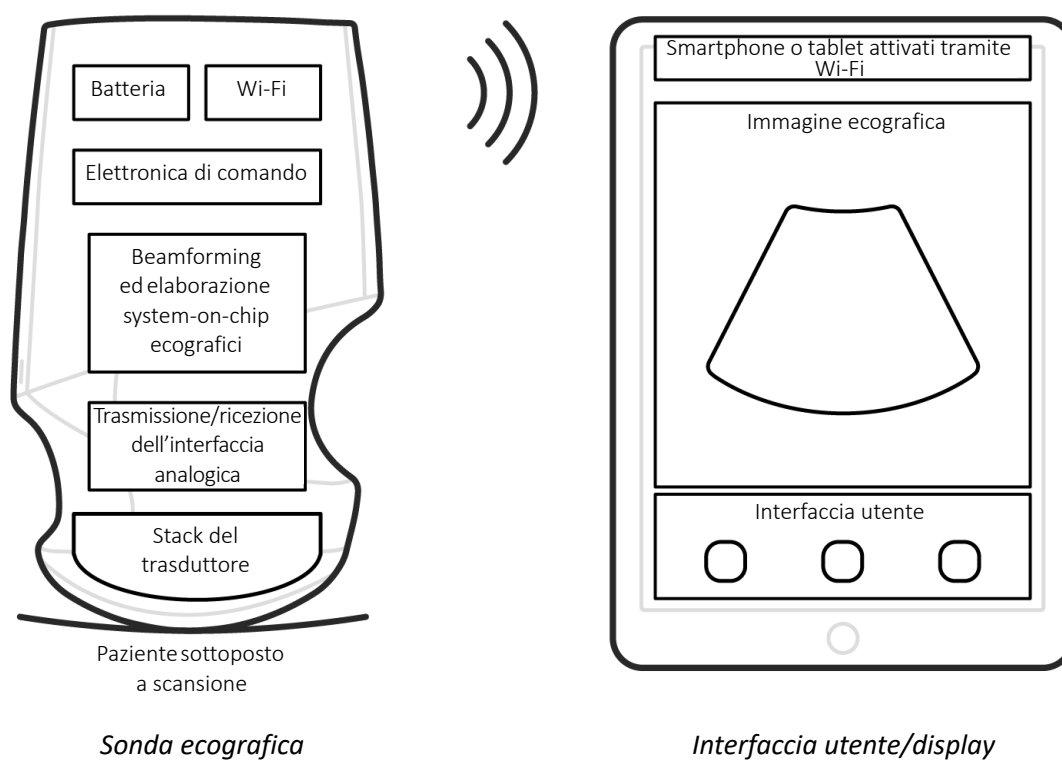 Batteria
Wi-Fi
Elettronica di comando
Beamforming
ed elaborazione
system-on-chip
ecografici
Trasmissione/ricezione
dell'interfaccia
analogica
Stack del
trasduttore
Paziente sottoposto
a scansione
Sonda ecografica
Smartphone o tablet attivati tramite
Wi-Fi
Immagine ecografica
Interfaccia utente
Interfaccia utente/display